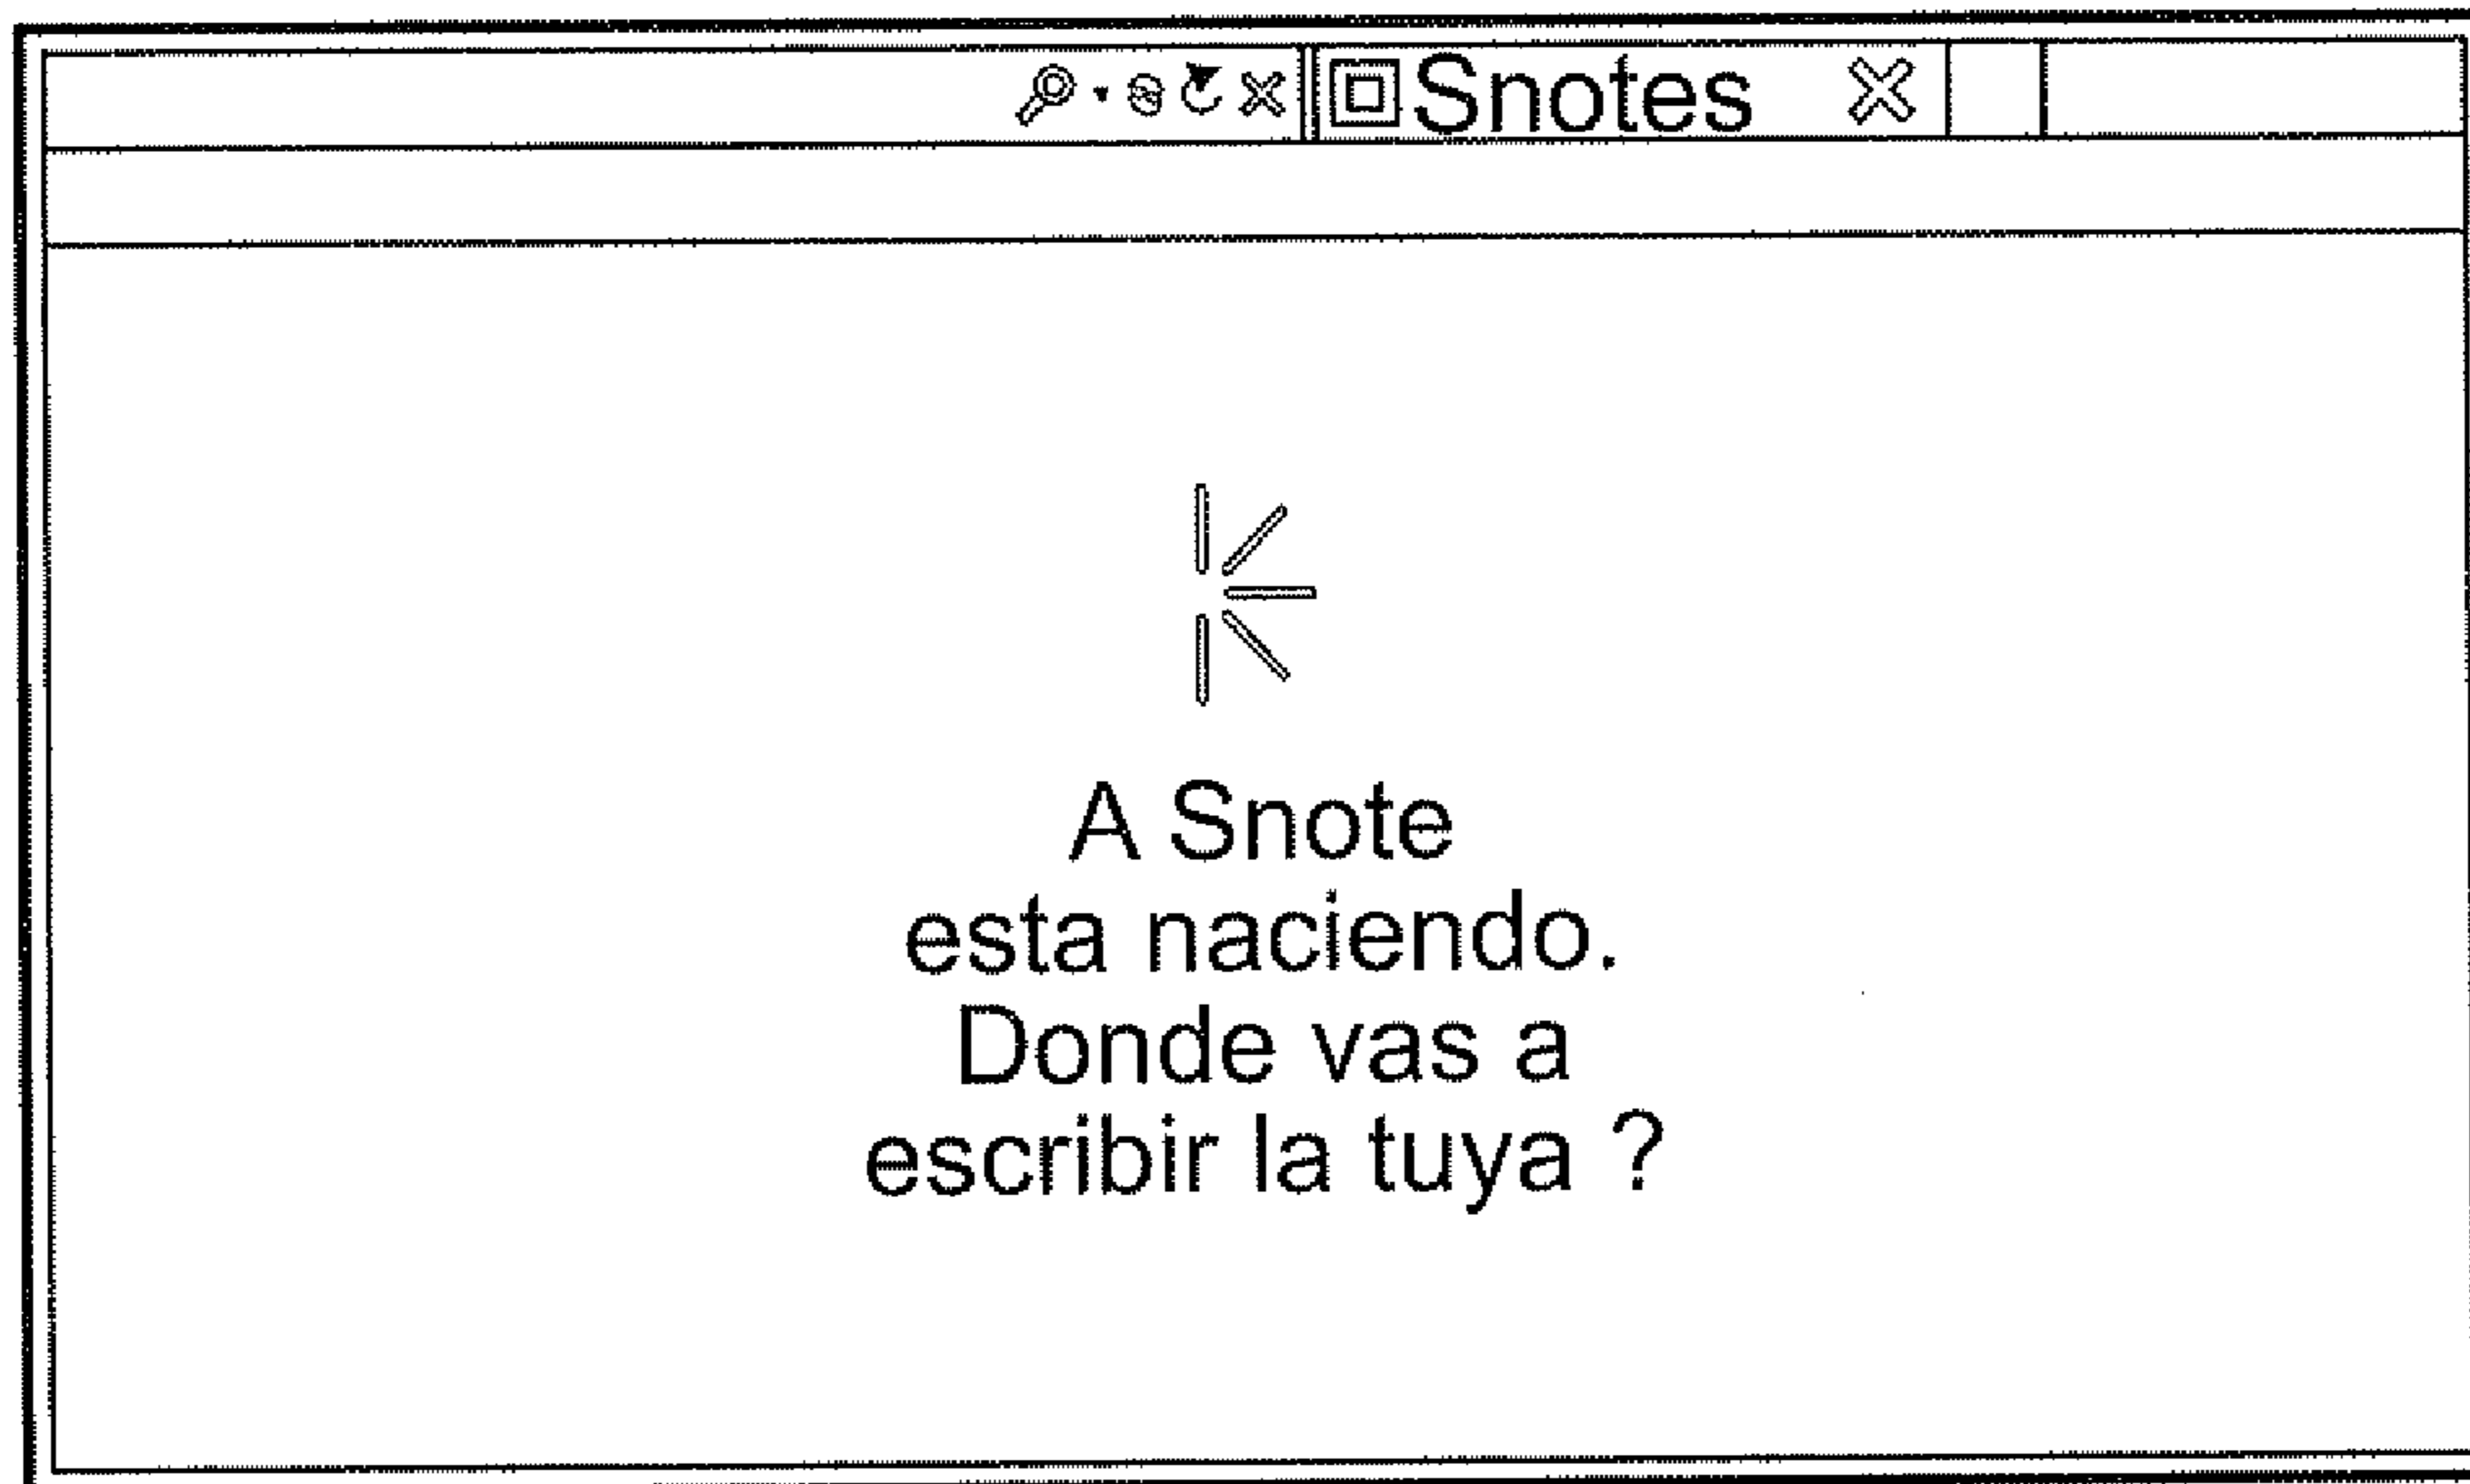 Snotes
A Snote
esta naciendo.
Donde vas a
escribir la tuya ?